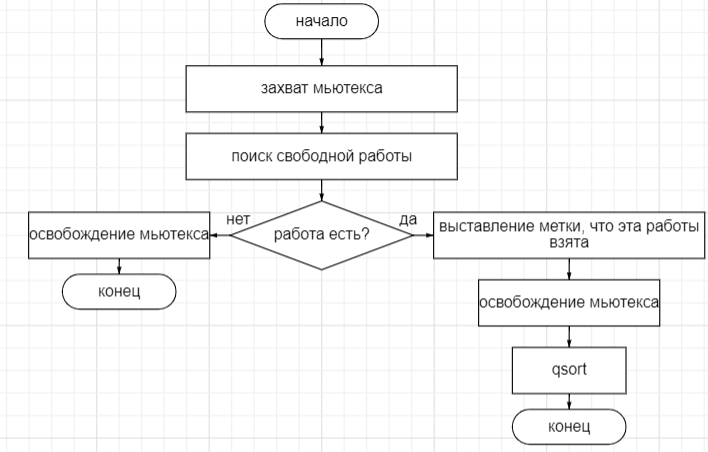 начало
захват мьютекса
поиск свободной работы
нет
работа есть?
да
освобождение мьютекса
выставление метки, что эта работы
взята
конец
освобождение мьютекса
qsort
конец